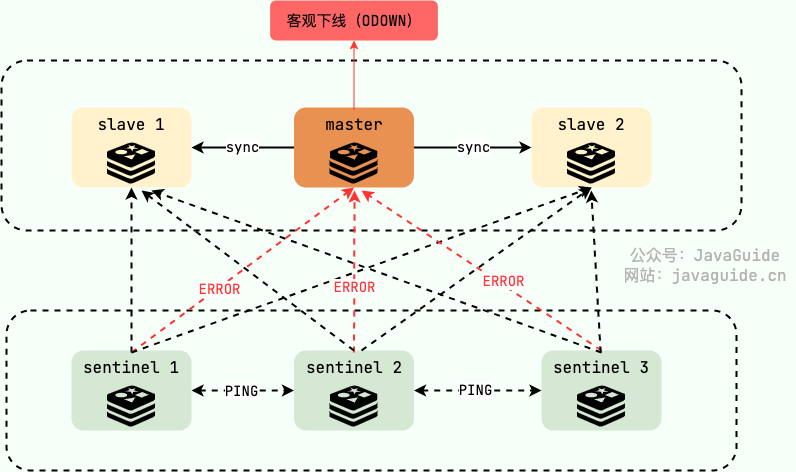 客观下线（ODOWN）
slave 1
master
slave 2
sync
sync
公众号：JavaGuide
网站：javaguide.cn
ERROR
ERROR
ERROR
sentinel 1
sentinel 2
sentinel 3
PING
PING